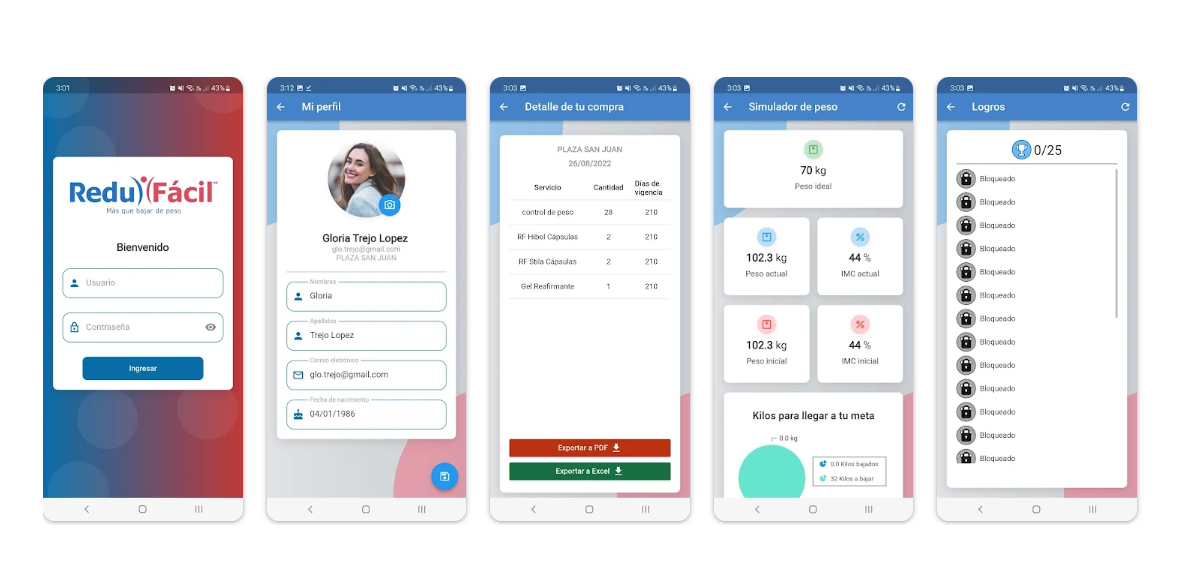 3:01
43%
Redu Fácil
Más que bajar de peso
Bienvenido
Usuario
Contraseña
Ingresar
3:12
43%
Mi perfil
Gloria Trejo Lopez
glo.trejo@gmail.com
PLAZA SAN JUAN
Nombres
Gloria
Apellidos
Trejo Lopez
Correo eletrónico
glo.trejo@gmail.com
Fecha de nacimiento
04/01/1986
3:03
43%
Detalle de tu compra
PLAZA SAN JUAN
26/08/2022
Servicio Cantidad Días de
vigencia
control de peso 28 210
RF Hibol Cápsulas 2 210
RF Stila Cápsulas 2 210
Gel Reafirmante 1 210
Exportar a PDF
Exportar a Excel
3:03
43%
Simulador de peso
70 kg
Peso ideal
102.3 kg
Peso actual
44 %
IMC actual
102.3 kg
Peso inicial
44 %
IMC inicial
Kilos para llegar a tu meta
0.0 kg
0.0 Kilos bajados
32 Kilos a bajar
3:03
43%
Logros
0/25
Bloqueado
Bloqueado
Bloqueado
Bloqueado
Bloqueado
Bloqueado
Bloqueado
Bloqueado
Bloqueado
Bloqueado
Bloqueado
Bloqueado
Bloqueado